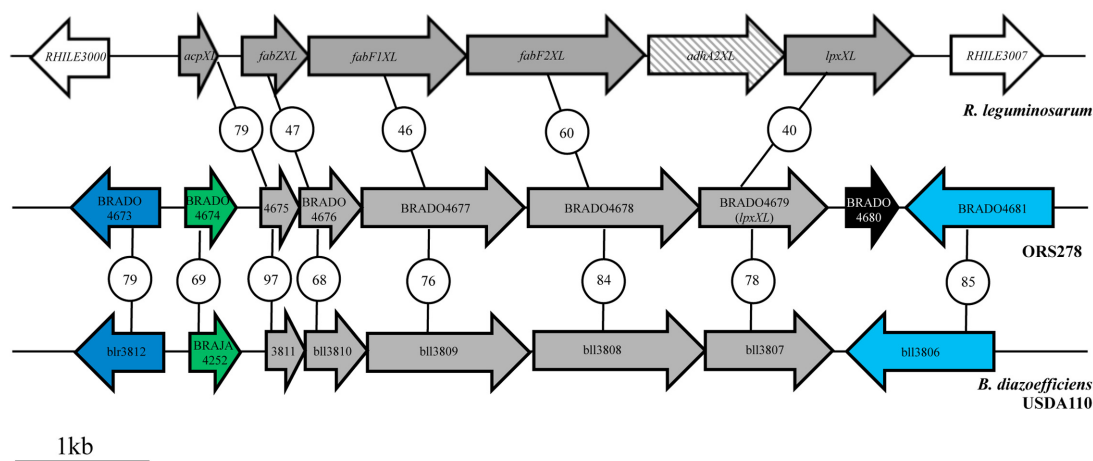 RHILE3000 acpXL fabZXL fabF1XL fabF2XL adhA2XL lpxXL RHILE3007
R. leguminosarum
79 47 46 60 40
BRADO
4673
BRADO
4674
4675
BRADO
4676
BRADO4677
BRADO4678
BRADO4679
(lpxXL)
BRADO
4680
BRADO4681
ORS278
79 69 97 68 76 84 78 85
blr3812
BRAJA
4252
3811
bll3810
bll3809
bll3808
bll3807
bll3806
B. diazoefficiens
USDA110
1kb